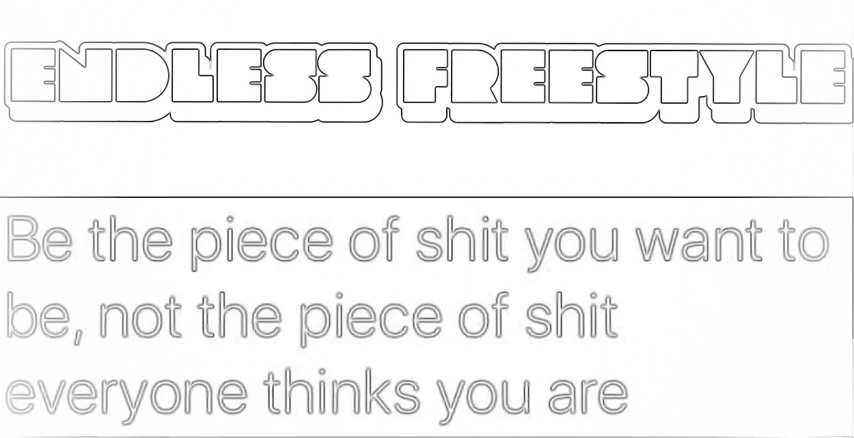 ENDLESS FREESTYLE
Be the piece of shit you want to
be, not the piece of shit
everyone thinks you are